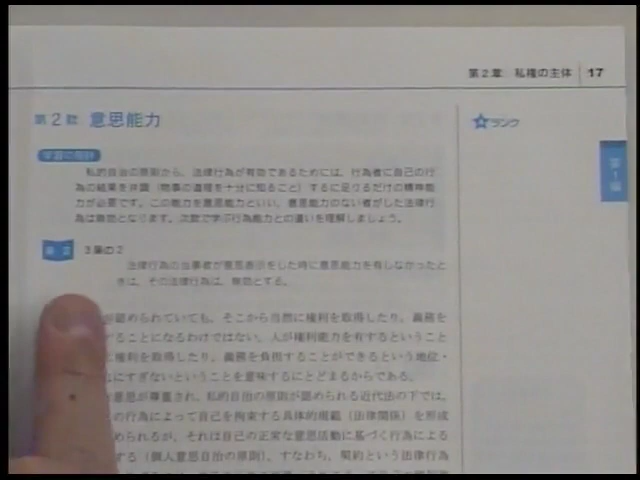 第2章 私権の主体 17
第2款 意思能力
ランク
学習の指針
第1編
私的自治の原則から、法律行為が有効であるためには、行為者に自己の行
為の結果を弁識（物事の道理を十分に知ること）するに足りるだけの精神能
力が必要です。この能力を意思能力といい、意思能力のない者がした法律行
為は無効となります。次款で学ぶ行為能力との違いを理解しましょう。
3条の2
法律行為の当事者が意思表示をした時に意思能力を有しなかったと
きは、その法律行為は、無効とする。
が認められていても、そこから当然に権利を取得したり、義務を
することになるわけではない。人が権利能力を有するということ
権利を取得したり、義務を負担することができるという地位・
にすぎないということを意味するにとどまるからである。
意思が尊重され、私的自治の原則が認められる近代法の下では、
の行為によって自己を拘束する具体的規範（法律関係）を形成
められるが、それは自己の正常な意思活動に基づく行為による
する（個人意思自治の原則）。すなわち、契約という法律行為